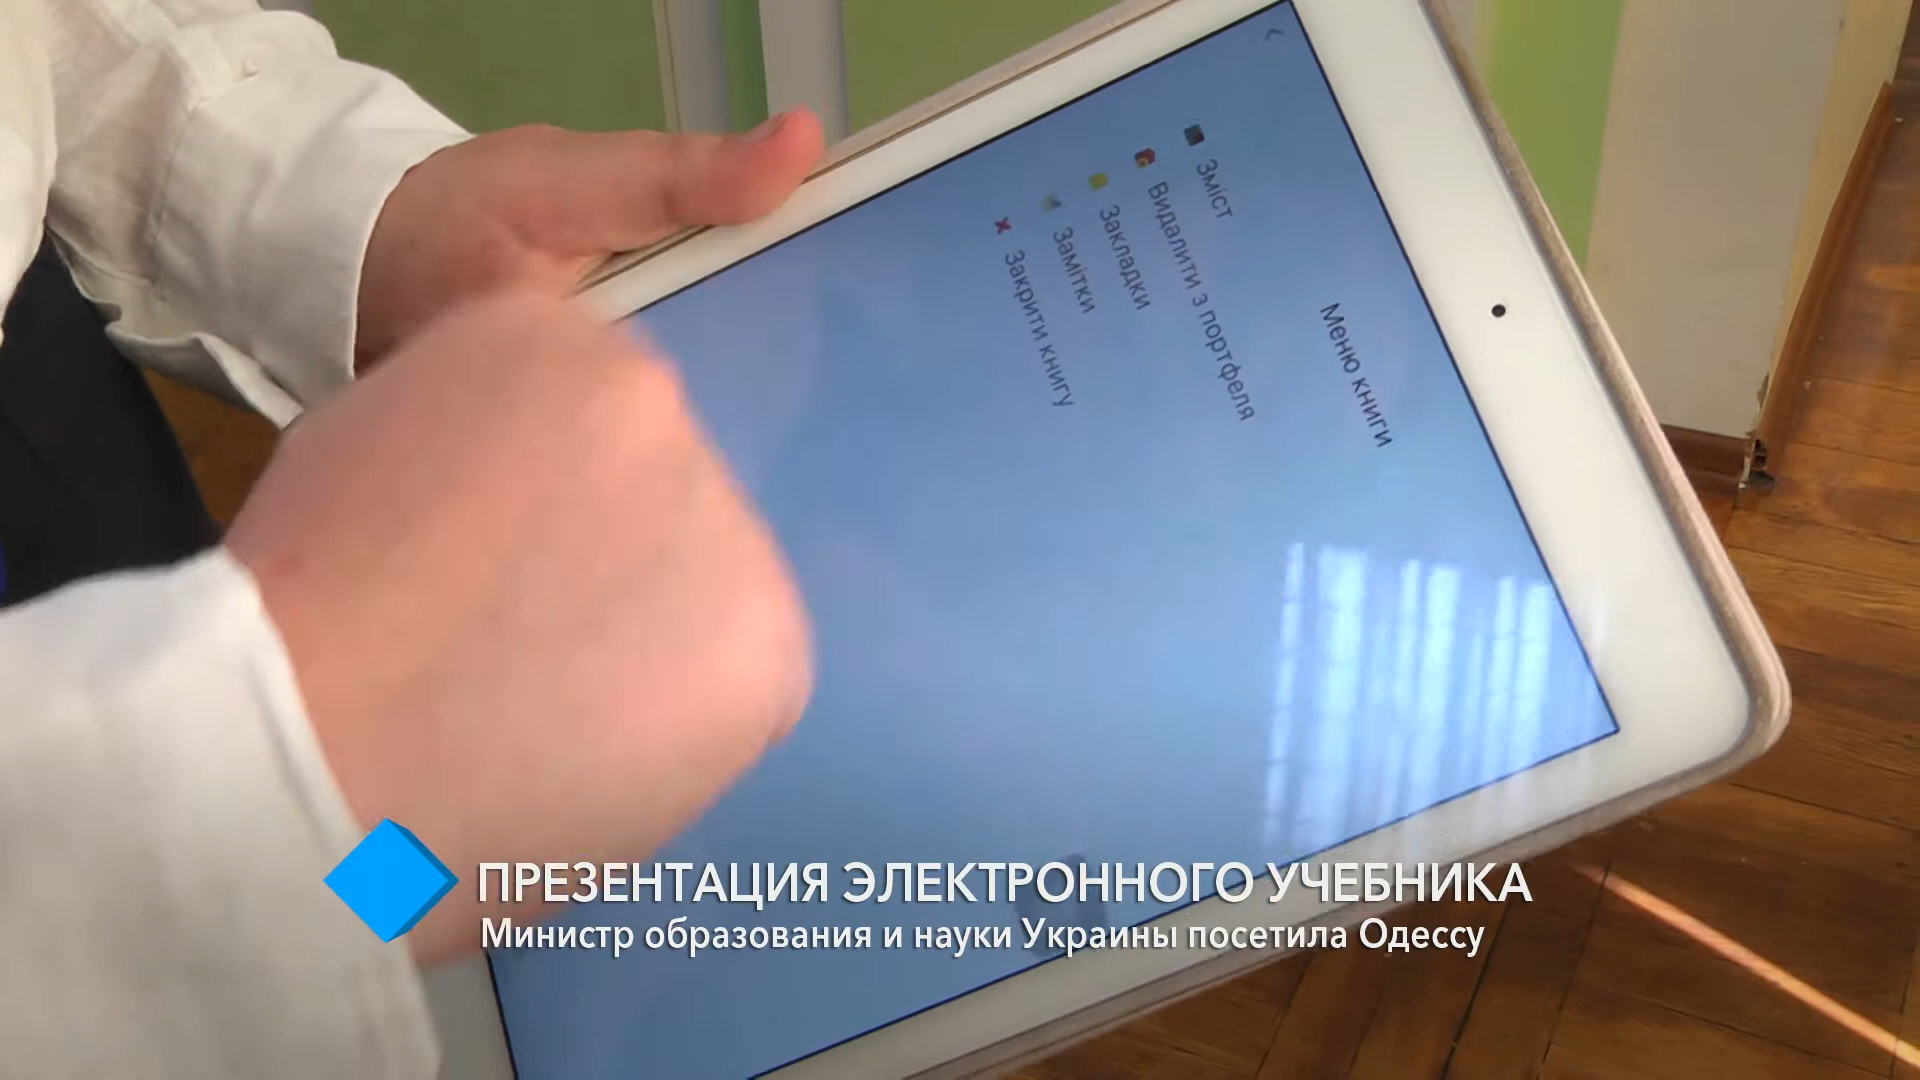 Меню книги
Зміст
Видалити з портфеля
Закладки
Замітки
Закрити книгу
ПРЕЗЕНТАЦИЯ ЭЛЕКТРОННОГО УЧЕБНИКА
Министр образования и науки Украины посетила Одессу